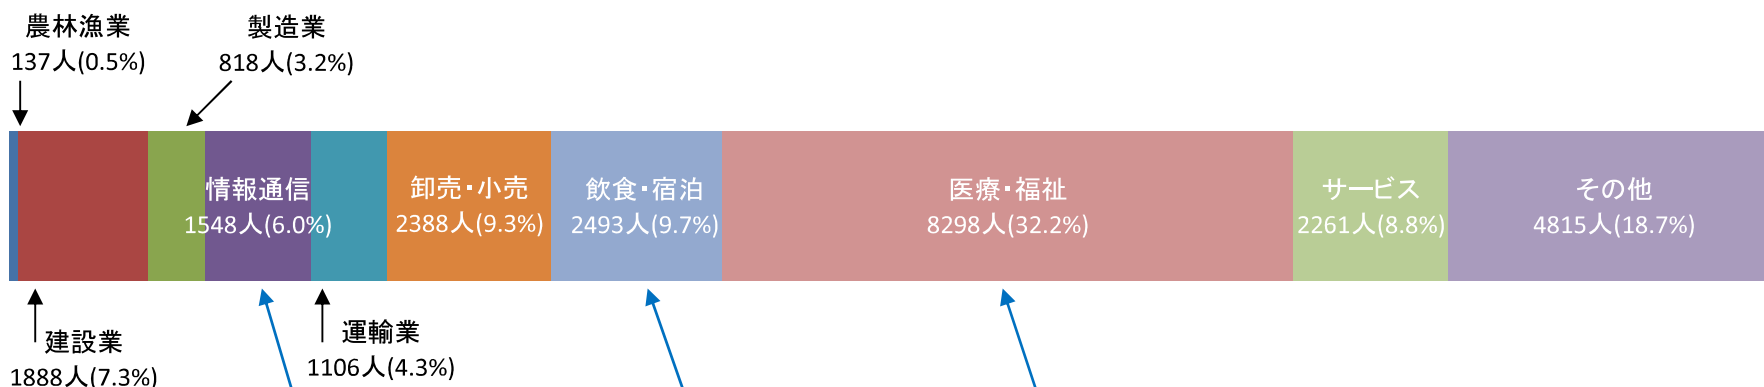 農林漁業
137人(0.5%)
製造業
818人(3.2%)
情報通信
1548人(6.0%)
卸売・小売
2388人(9.3%)
飲食・宿泊
2493人(9.7%)
医療・福祉
8298人(32.2%)
サービス
2261人(8.8%)
その他
4815人(18.7%)
建設業
1888人(7.3%)
運輸業
1106人(4.3%)